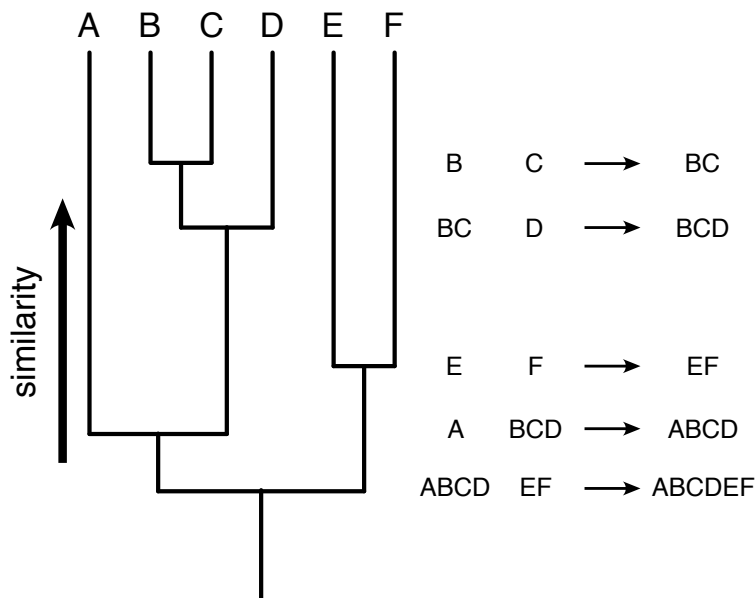 A B C D E F
similarity
B C BC
BC D BCD
E F EF
A BCD ABCD
ABCD EF ABCDEF